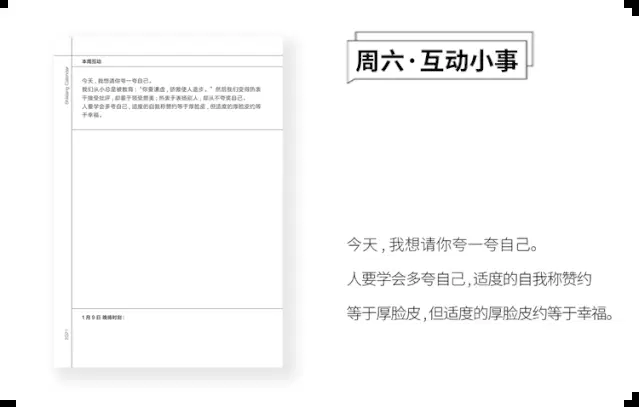 Dialang Calendar
本周互动
今天，我想请你夸一夸自己。
我们从小总是被教育：“你要谦虚，骄傲使人退步。”然后我们变得热衷
于接受批评，却羞于领受赞美；热衷于表扬别人，却从不夸奖自己。
人要学会多夸自己，适度的自我称赞约等于厚脸皮，但适度的厚脸皮约等
于幸福。
1月9日 精神时刻：
2021
周六·互动小事
今天，我想请你夸一夸自己。
人要学会多夸自己,适度的自我称赞约
等于厚脸皮,但适度的厚脸皮约等于幸福。